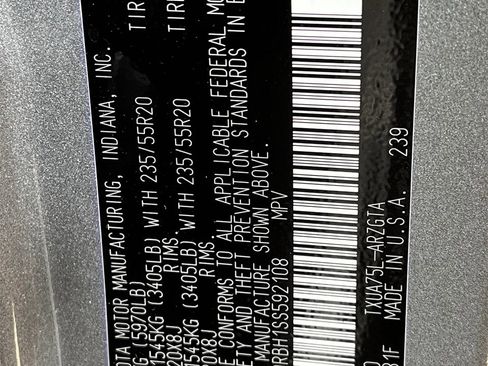 OTA MOTOR MANUFACTURING, INDIANA, INC. TIR
KG (5970LB)
1545KG (3405LB) WITH 235/55R20 TIR
20X8J RIMS,
1545KG (3405LB) WITH 235/55R20
20X8J RIMS,
E CONFORMS TO ALL APPLICABLE FEDERAL MO
ETY AND THEFT PREVENTION STANDARDS IN E
MANUFACTURE SHOWN ABOVE.
RBH1SS592108 MPV
TXUA75L-ARZGTA
31F MADE IN U.S.A. 239